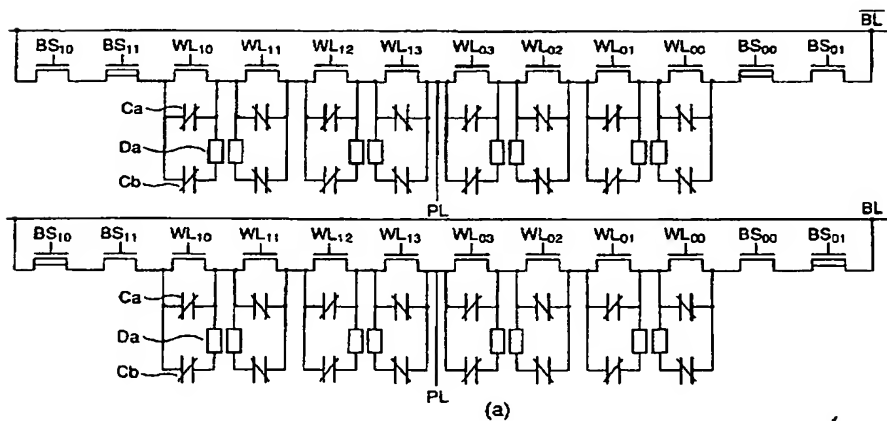 B̅L̅
BS₁₀ BS₁₁ WL₁₀ WL₁₁ WL₁₂ WL₁₃ WL₀₃ WL₀₂ WL₀₁ WL₀₀ BS₀₀ BS₀₁
Ca
Da
Cb
PL
BL
BS₁₀ BS₁₁ WL₁₀ WL₁₁ WL₁₂ WL₁₃ WL₀₃ WL₀₂ WL₀₁ WL₀₀ BS₀₀ BS₀₁
Ca
Da
Cb
PL
(a)